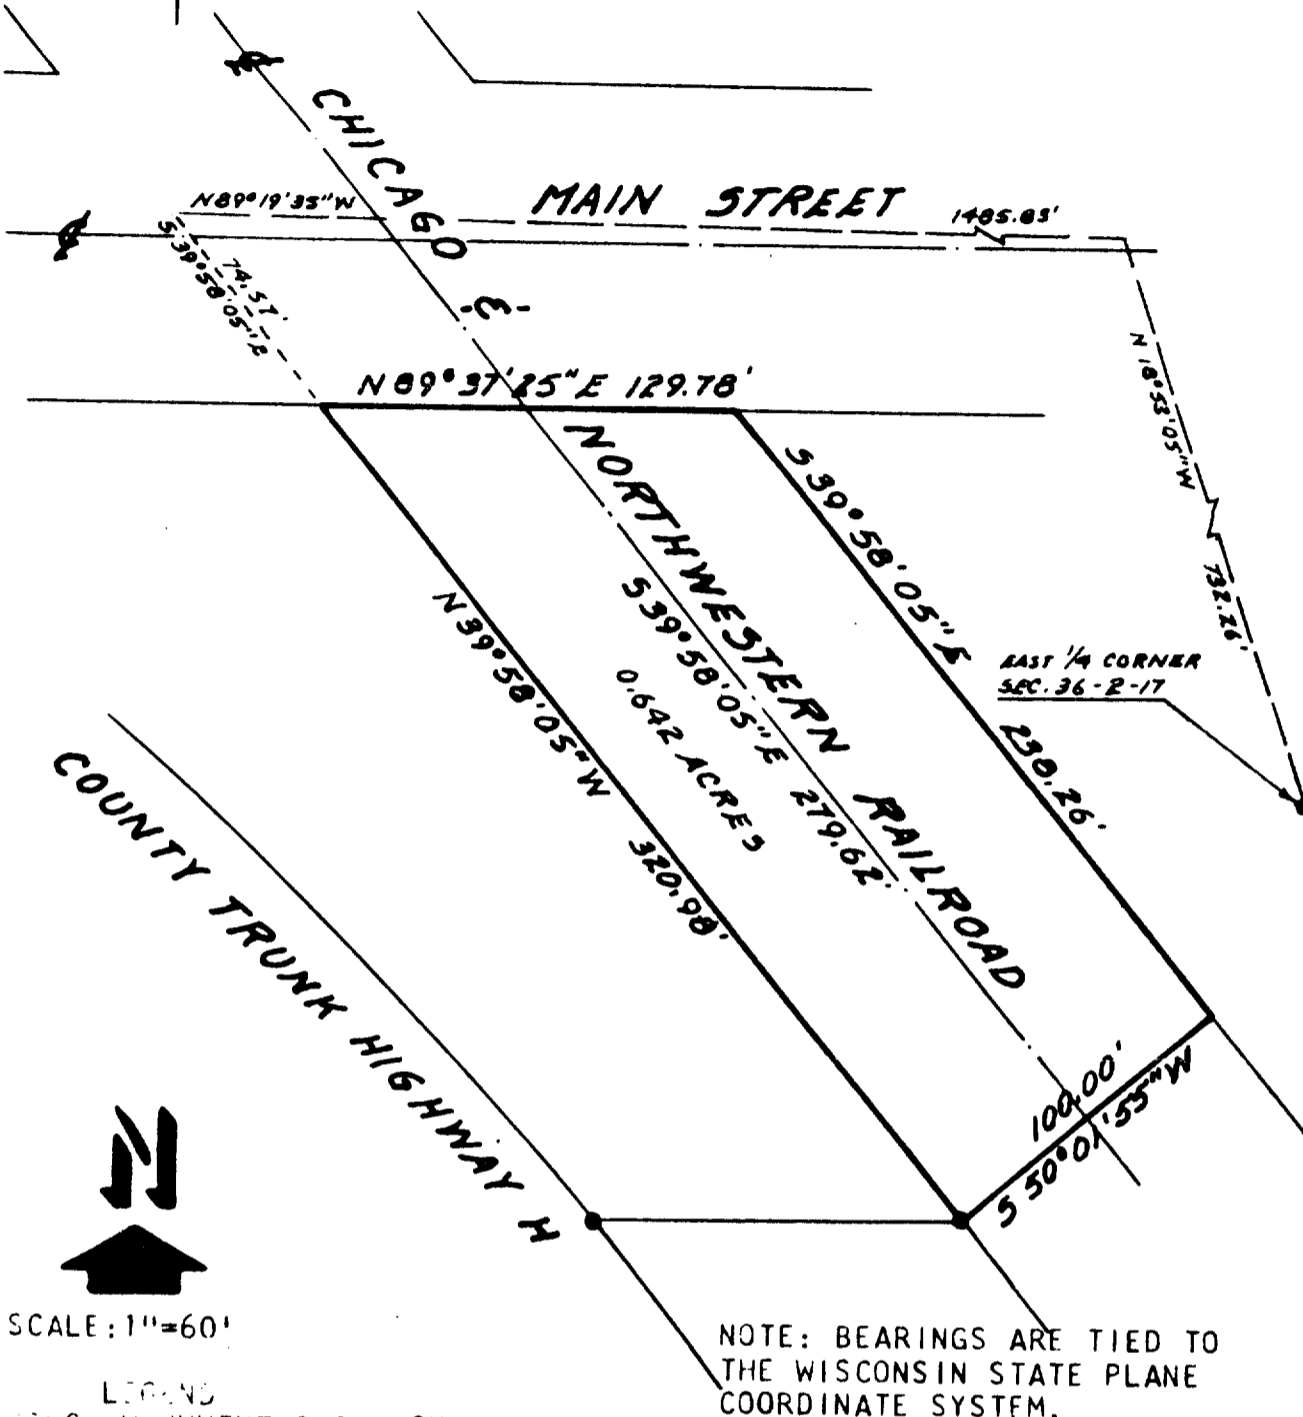 CHICAGO &
NORTHWESTERN RAILROAD
MAIN STREET
N89°19'35"W
1485.83'
S39°58'05"E
74.57'
N89°37'25"E 129.78'
N18°53'05"W
732.26'
S39°58'05"E
238.26'
EAST 1/4 CORNER
SEC. 36-2-17
S39°58'05"E 279.62'
0.642 ACRES
N39°58'05"W
320.98'
COUNTY TRUNK HIGHWAY H
100.00'
S50°01'55"W
N
SCALE: 1"=60'
LEGEND
NOTE: BEARINGS ARE TIED TO
THE WISCONSIN STATE PLANE
COORDINATE SYSTEM.